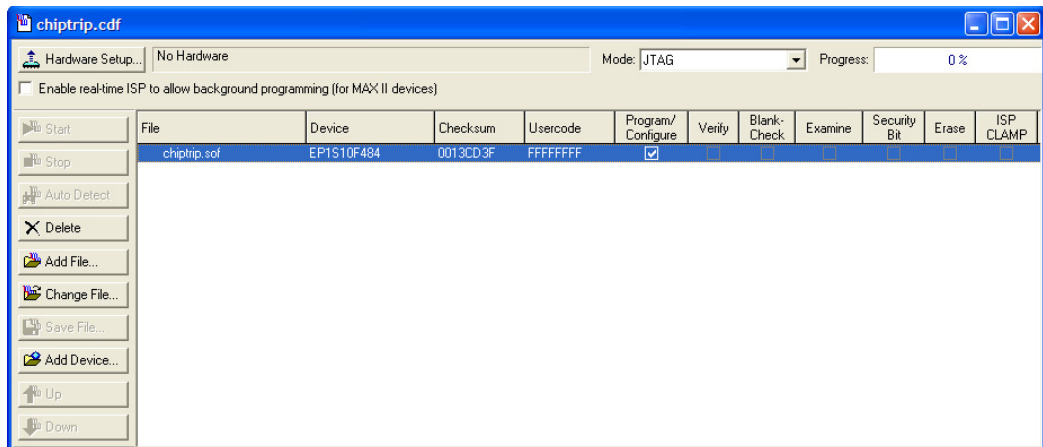 chiptrip.cdf
Hardware Setup... No Hardware Mode: JTAG Progress: 0 %
Enable real-time ISP to allow background programming (for MAX II devices)
Start
File Device Checksum Usercode Program/Configure Verify Blank-Check Examine Security Bit Erase ISP CLAMP
chiptrip.sof EP1S10F484 0013CD3F FFFFFFFF
Stop
Auto Detect
Delete
Add File...
Change File...
Save File...
Add Device...
Up
Down